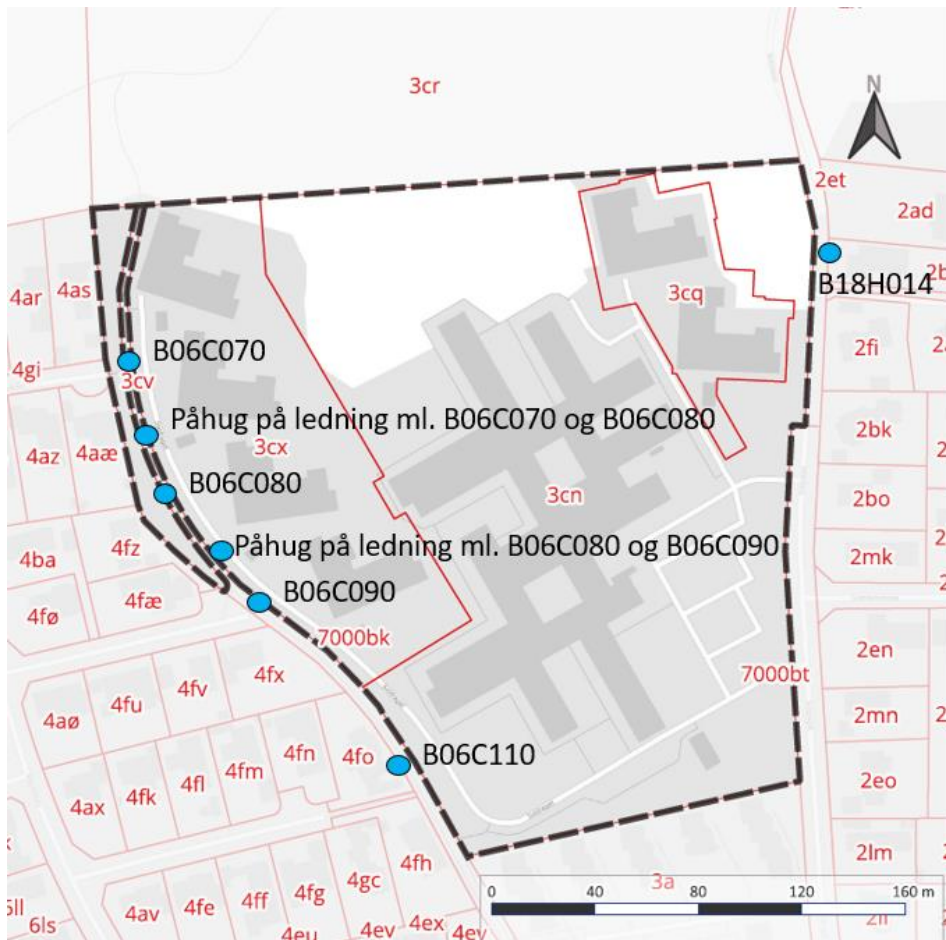 3cr
N
2et
2ad
B18H014
4ar
4as
3cq
2fi
4gi
B06C070
3cv
Påhug på ledning ml. B06C070 og B06C080
3cx
2bk
4az
4aæ
B06C080
3cn
2bo
4ba
4fz
Påhug på ledning ml. B06C080 og B06C090
2mk
4fø
4fæ
B06C090
7000bk
4fx
2en
7000bt
4fv
4fu
4aø
2mn
4fn
4fo
B06C110
4fm
4fl
4fk
4ax
2eo
4fh
2lm
3a
4gc
4fg
4ff
4fe
4av
6ls
4eu
4ev
4ex
0 40 80 120 160 m